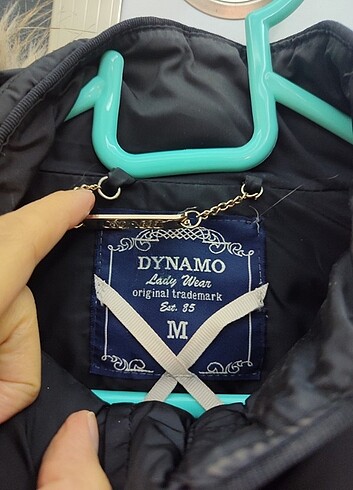 DYNAMO
Lady Wear
original trademark
Est. 85
M